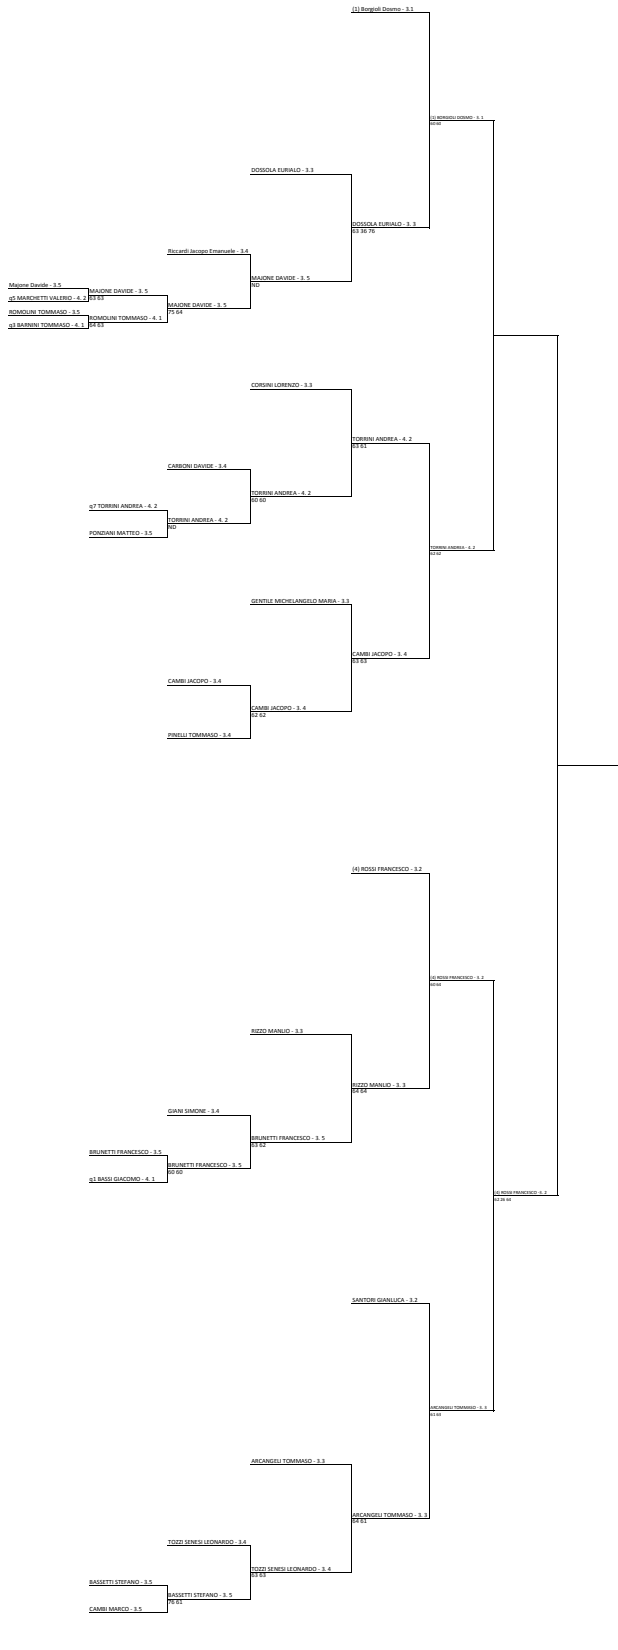 (1) Borgioli Dosmo - 3.1
(1) BORGIOLI DOSMO - 3. 1
60 60
DOSSOLA EURIALO - 3.3
DOSSOLA EURIALO - 3. 3
63 36 76
Riccardi Jacopo Emanuele - 3.4
MAJONE DAVIDE - 3. 5
ND
Majone Davide - 3.5
MAJONE DAVIDE - 3. 5
q5 MARCHETTI VALERIO - 4. 2
63 63
MAJONE DAVIDE - 3. 5
75 64
ROMOLINI TOMMASO - 3.5
ROMOLINI TOMMASO - 4. 1
q3 BARNINI TOMMASO - 4. 1
64 63
CORSINI LORENZO - 3.3
TORRINI ANDREA - 4. 2
63 61
CARBONI DAVIDE - 3.4
TORRINI ANDREA - 4. 2
60 60
q7 TORRINI ANDREA - 4. 2
TORRINI ANDREA - 4. 2
ND
PONZIANI MATTEO - 3.5
TORRINI ANDREA - 4. 2
62 62
GENTILE MICHELANGELO MARIA - 3.3
CAMBI JACOPO - 3. 4
63 63
CAMBI JACOPO - 3.4
CAMBI JACOPO - 3. 4
62 62
PINELLI TOMMASO - 3.4
(4) ROSSI FRANCESCO - 3.2
(4) ROSSI FRANCESCO - 3. 2
60 64
RIZZO MANLIO - 3.3
RIZZO MANLIO - 3. 3
64 64
GIANI SIMONE - 3.4
BRUNETTI FRANCESCO - 3. 5
63 62
BRUNETTI FRANCESCO - 3.5
BRUNETTI FRANCESCO - 3. 5
60 60
q1 BASSI GIACOMO - 4. 1
(4) ROSSI FRANCESCO - 3. 2
62 26 64
SANTORI GIANLUCA - 3.2
ARCANGELI TOMMASO - 3. 3
ARCANGELI TOMMASO - 3.3
ARCANGELI TOMMASO - 3. 3
64 61
TOZZI SENESI LEONARDO - 3.4
TOZZI SENESI LEONARDO - 3. 4
63 63
BASSETTI STEFANO - 3.5
BASSETTI STEFANO - 3. 5
76 61
CAMBI MARCO - 3.5